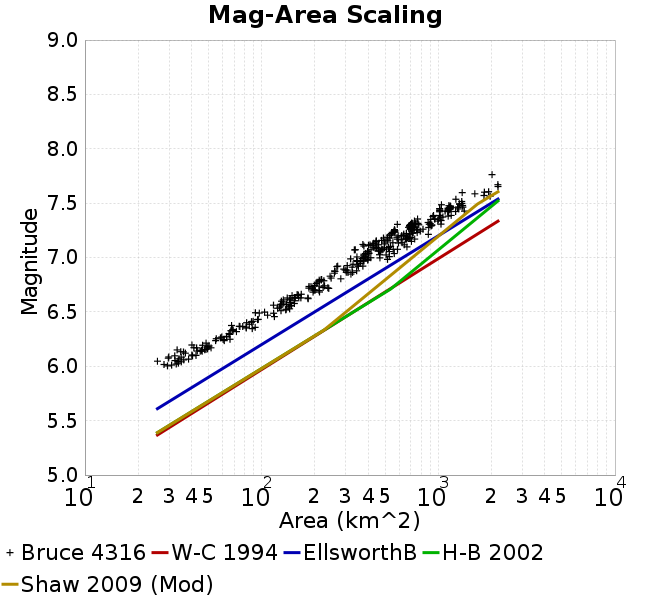 Mag-Area Scaling
9.0
8.5
8.0
7.5
7.0
6.5
6.0
5.5
5.0
Magnitude
10^1 2 3 4 5 10^2 2 3 4 5 10^3 2 3 4 5 10^4
Area (km^2)
+ Bruce 4316 W-C 1994 EllsworthB H-B 2002
Shaw 2009 (Mod)